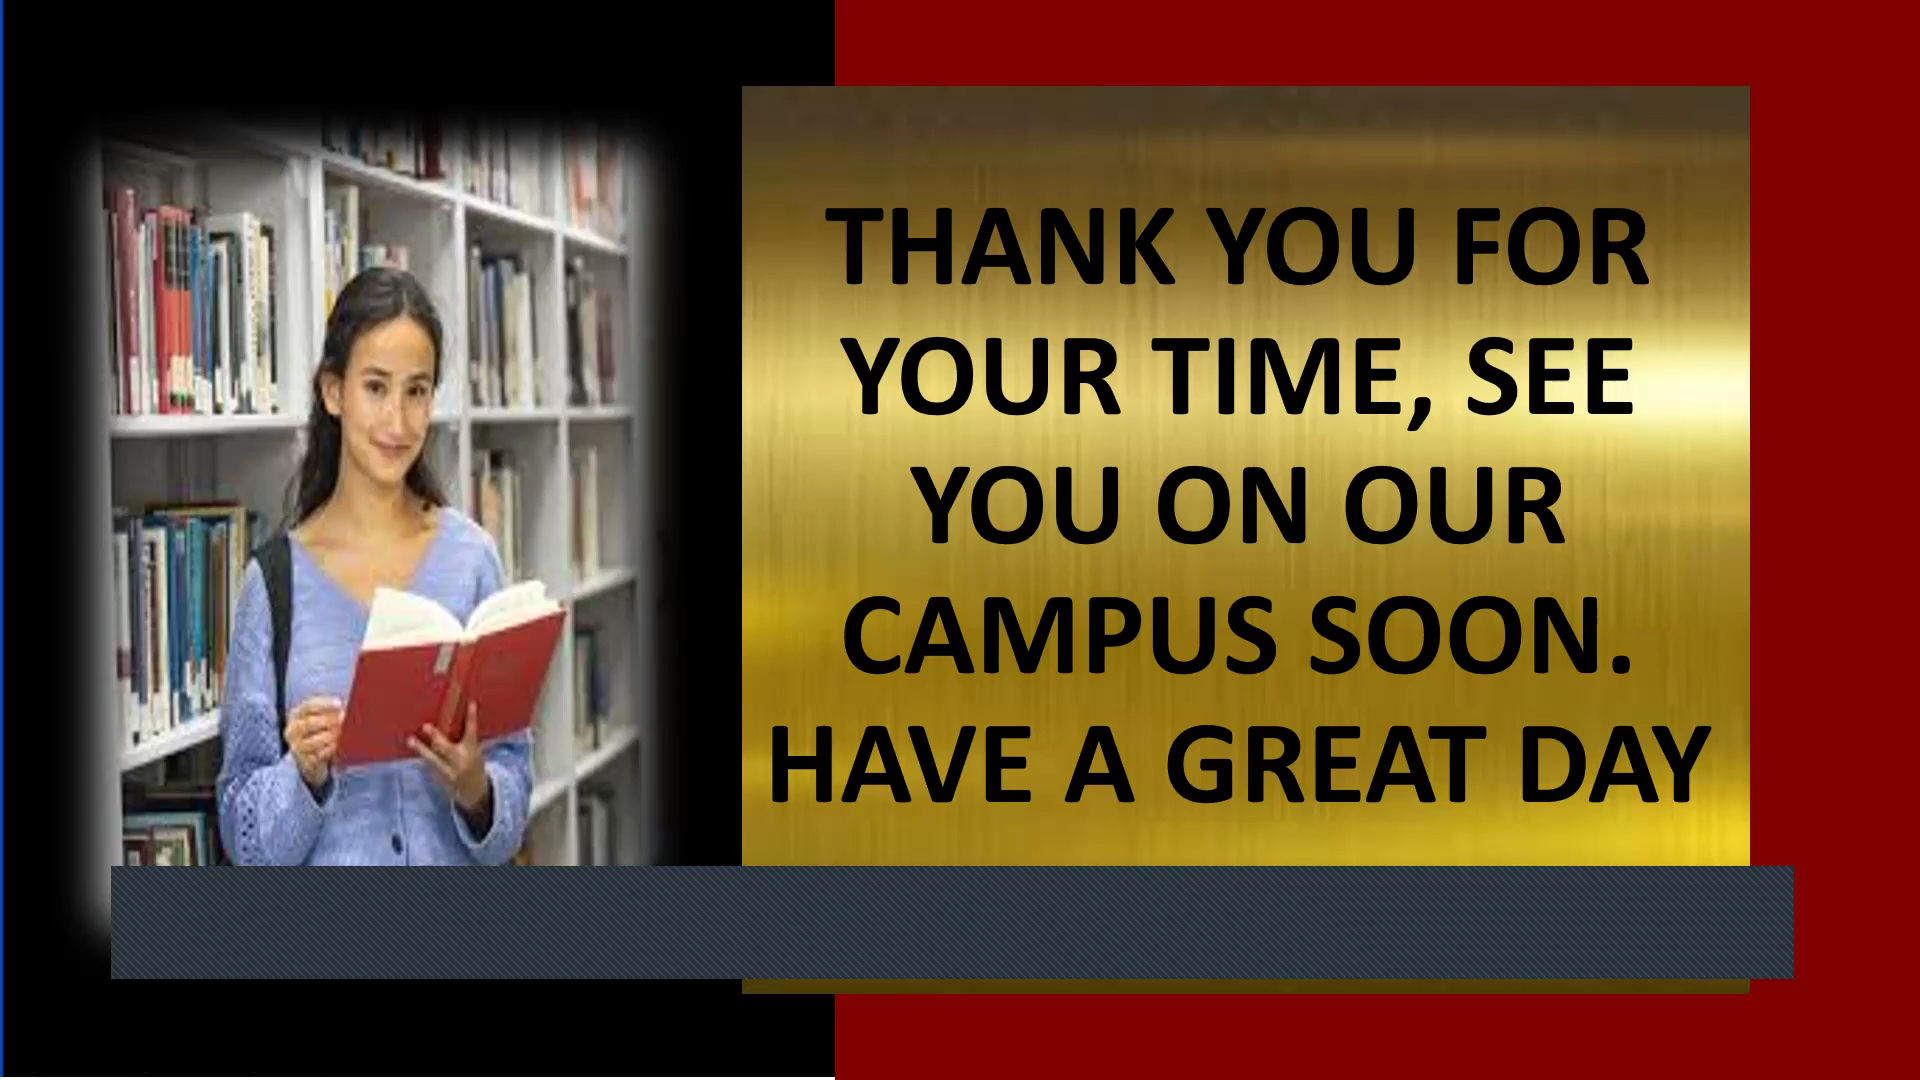 THANK YOU FOR
YOUR TIME, SEE
YOU ON OUR
CAMPUS SOON.
HAVE A GREAT DAY